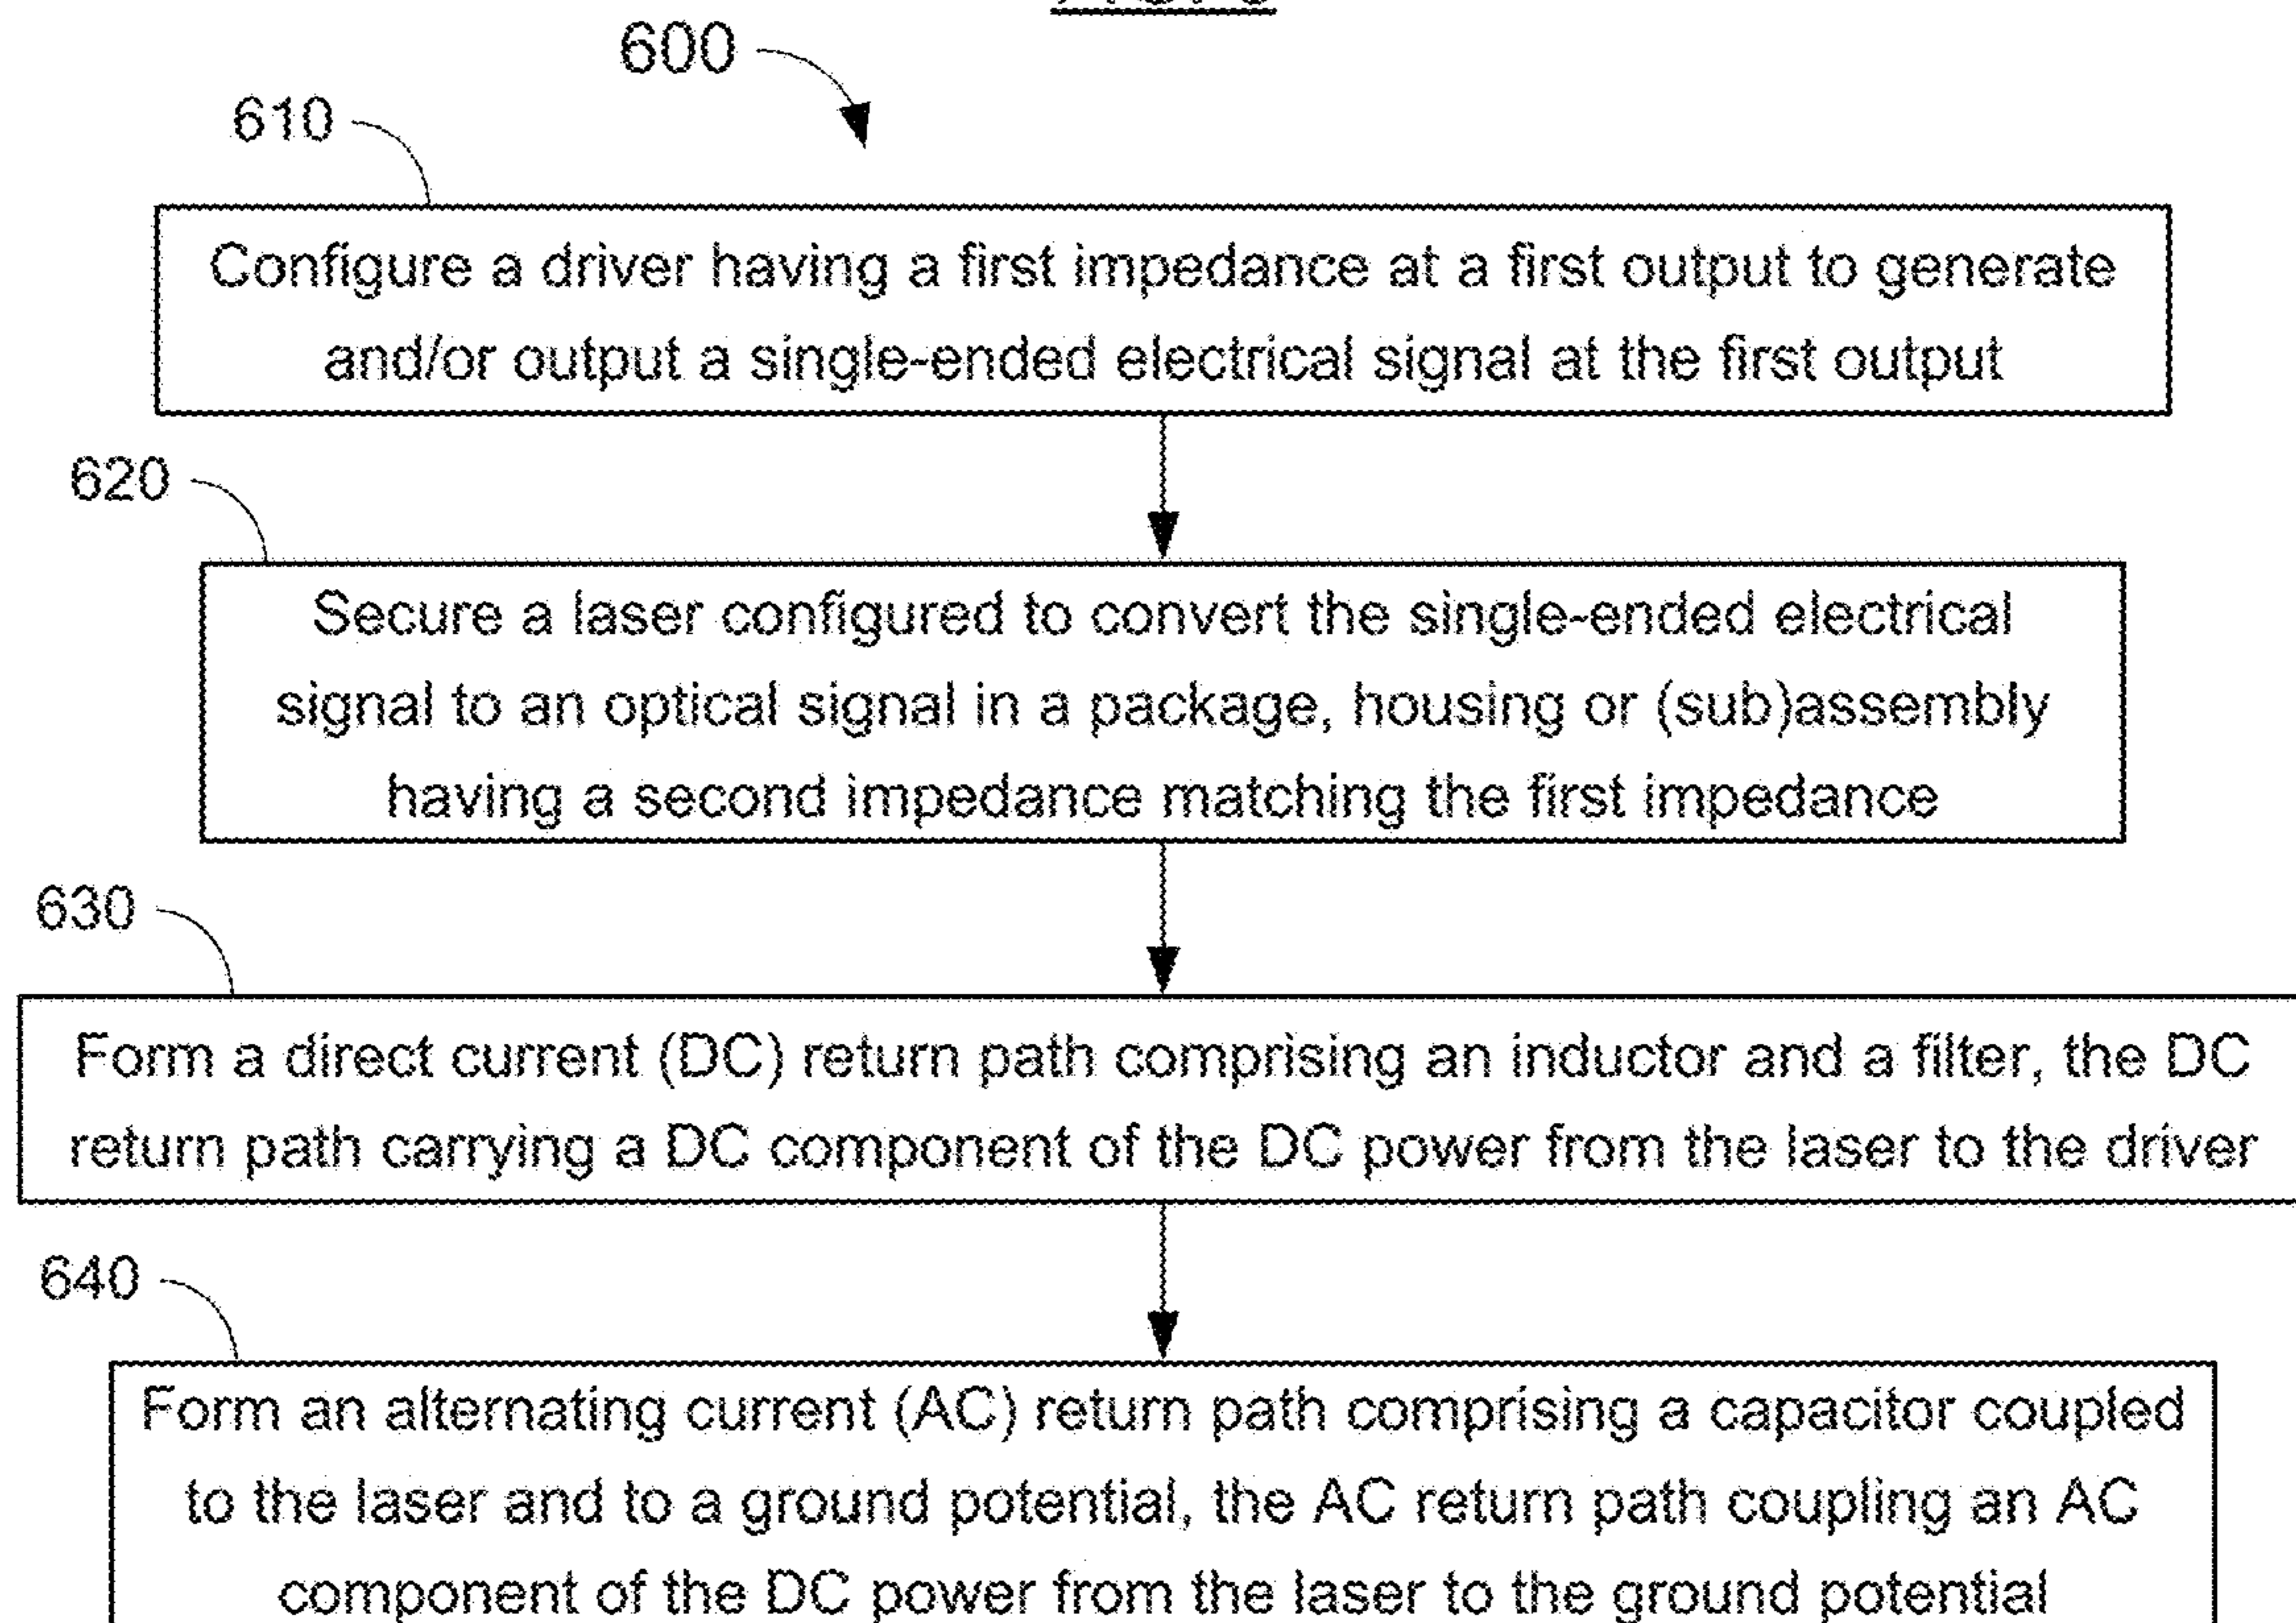 600
610
Configure a driver having a first impedance at a first output to generate
and/or output a single-ended electrical signal at the first output
620
Secure a laser configured to convert the single-ended electrical
signal to an optical signal in a package, housing or (sub)assembly
having a second impedance matching the first impedance
630
Form a direct current (DC) return path comprising an inductor and a filter, the DC
return path carrying a DC component of the DC power from the laser to the driver
640
Form an alternating current (AC) return path comprising a capacitor coupled
to the laser and to a ground potential, the AC return path coupling an AC
component of the DC power from the laser to the ground potential